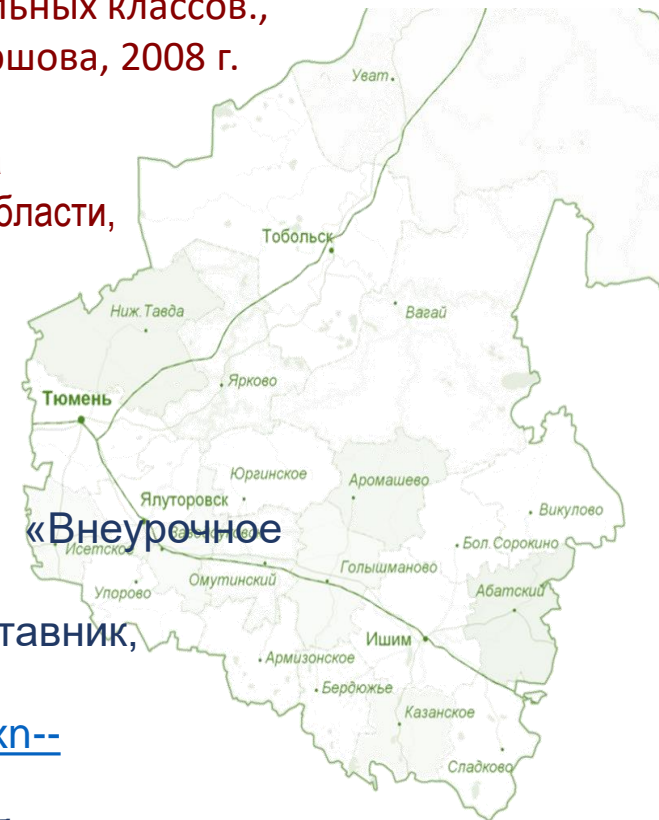 льных классов.,
ршова, 2008 г.
Уват
бласти,
Тобольск
Ниж.Тавда
Вагай
Ярково
Тюмень
Юргинское
Аромашево
Ялуторовск
Викулово
«Внеурочное
Исетское
Бол.Сорокино
Омутинский
Голышманово
Упорово
Абатский
тавник,
Ишим
Армизонское
Бердюжье
xn--
Казанское
Сладково